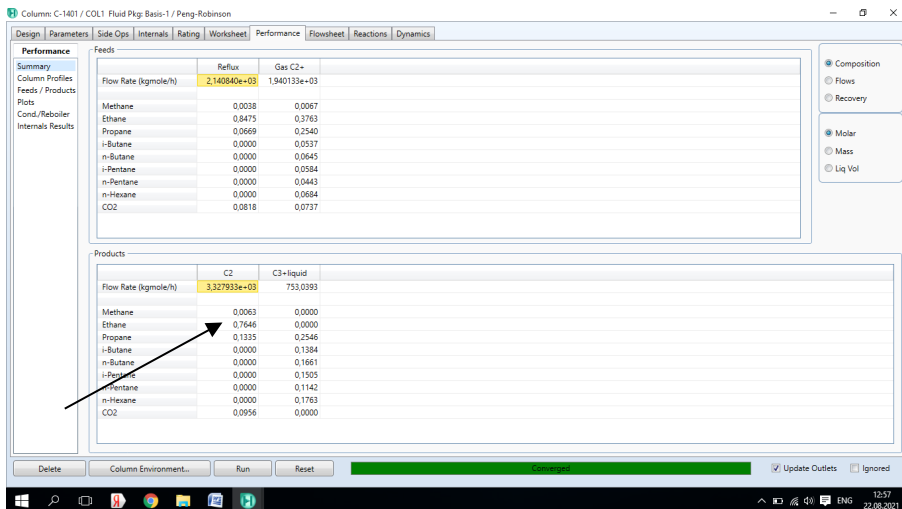 Column: C-1401 / COL1 Fluid Pkg: Basis-1 / Peng-Robinson
Design Parameters Side Ops Internals Rating Worksheet Performance Flowsheet Reactions Dynamics
Performance
Summary
Column Profiles
Feeds / Products
Plots
Cond./Reboiler
Internals Results
Feeds
Reflux Gas C2+
Flow Rate (kgmole/h) 2,140840e+03 1,940133e+03
Methane 0,0038 0,0067
Ethane 0,8475 0,3763
Propane 0,0669 0,2540
i-Butane 0,0000 0,0537
n-Butane 0,0000 0,0645
i-Pentane 0,0000 0,0584
n-Pentane 0,0000 0,0443
n-Hexane 0,0000 0,0684
CO2 0,0818 0,0737
Composition
Flows
Recovery
Molar
Mass
Liq Vol
Products
C2 C3+liquid
Flow Rate (kgmole/h) 3,327933e+03 753,0393
Methane 0,0063 0,0000
Ethane 0,7646 0,0000
Propane 0,1335 0,2546
i-Butane 0,0000 0,1384
n-Butane 0,0000 0,1661
i-Pentane 0,0000 0,1505
n-Pentane 0,0000 0,1142
n-Hexane 0,0000 0,1763
CO2 0,0956 0,0000
Delete Column Environment... Run Reset Converged Update Outlets Ignored
ENG 12:57
22.08.2021